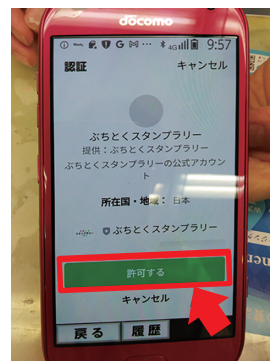 docomo
4G 9:57
認証 キャンセル
ぷちとくスタンプラリー
提供：ぷちとくスタンプラリー
ぷちとくスタンプラリーの公式アカウン
ト
所在国・地域： 日本
ぷちとくスタンプラリー
許可する
キャンセル
戻る 履歴